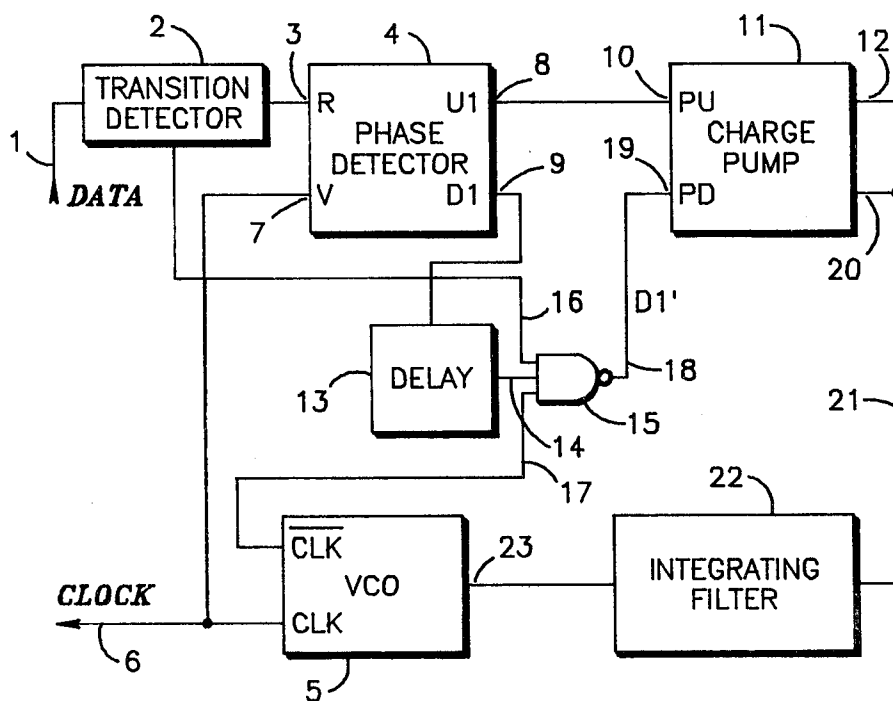 2
3
4
8
10
11
12
TRANSITION
DETECTOR
R
U1
PHASE
DETECTOR
PU
CHARGE
PUMP
1
DATA
V
D1
9
19
PD
7
20
16
D1'
DELAY
13
18
14
15
21
17
22
CLK
VCO
23
INTEGRATING
FILTER
CLOCK
CLK
6
5